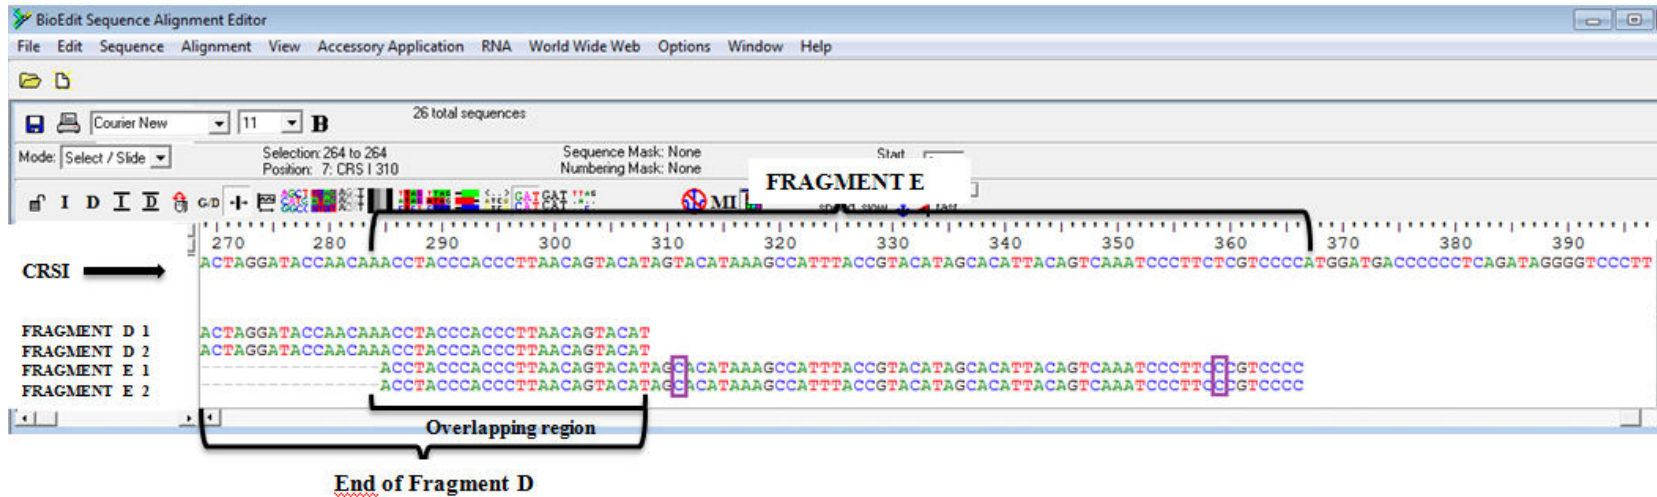 BioEdit Sequence Alignment Editor
File Edit Sequence Alignment View Accessory Application RNA World Wide Web Options Window Help
Courier New 11 B 26 total sequences
Mode: Select / Slide Selection: 264 to 264 Sequence Mask: None Start
Position: 7: CRS I 310 Numbering Mask: None
FRAGMENT E
I D I D G/D MI
270 280 290 300 310 320 330 340 350 360 370 380 390
CRSI ACTAGGATACCAACAAACCTACCCACCCTTAACAGTACATAGTACATAAAGCCATTTACCGTACATAGCACATTACAGTCAAATCCCTTCTCGTCCCCATGGATGACCCCCCTCAGATAGGGGTCCCTT
FRAGMENT D 1 ACTAGGATACCAACAAACCTACCCACCCTTAACAGTACAT
FRAGMENT D 2 ACTAGGATACCAACAAACCTACCCACCCTTAACAGTACAT
FRAGMENT E 1 ----------------ACCTACCCACCCTTAACAGTACATAGCACATAAAGCCATTTACCGTACATAGCACATTACAGTCAAATCCCTTCCCGTCCCC
FRAGMENT E 2 ----------------ACCTACCCACCCTTAACAGTACATAGCACATAAAGCCATTTACCGTACATAGCACATTACAGTCAAATCCCTTCCCGTCCCC
Overlapping region
End of Fragment D